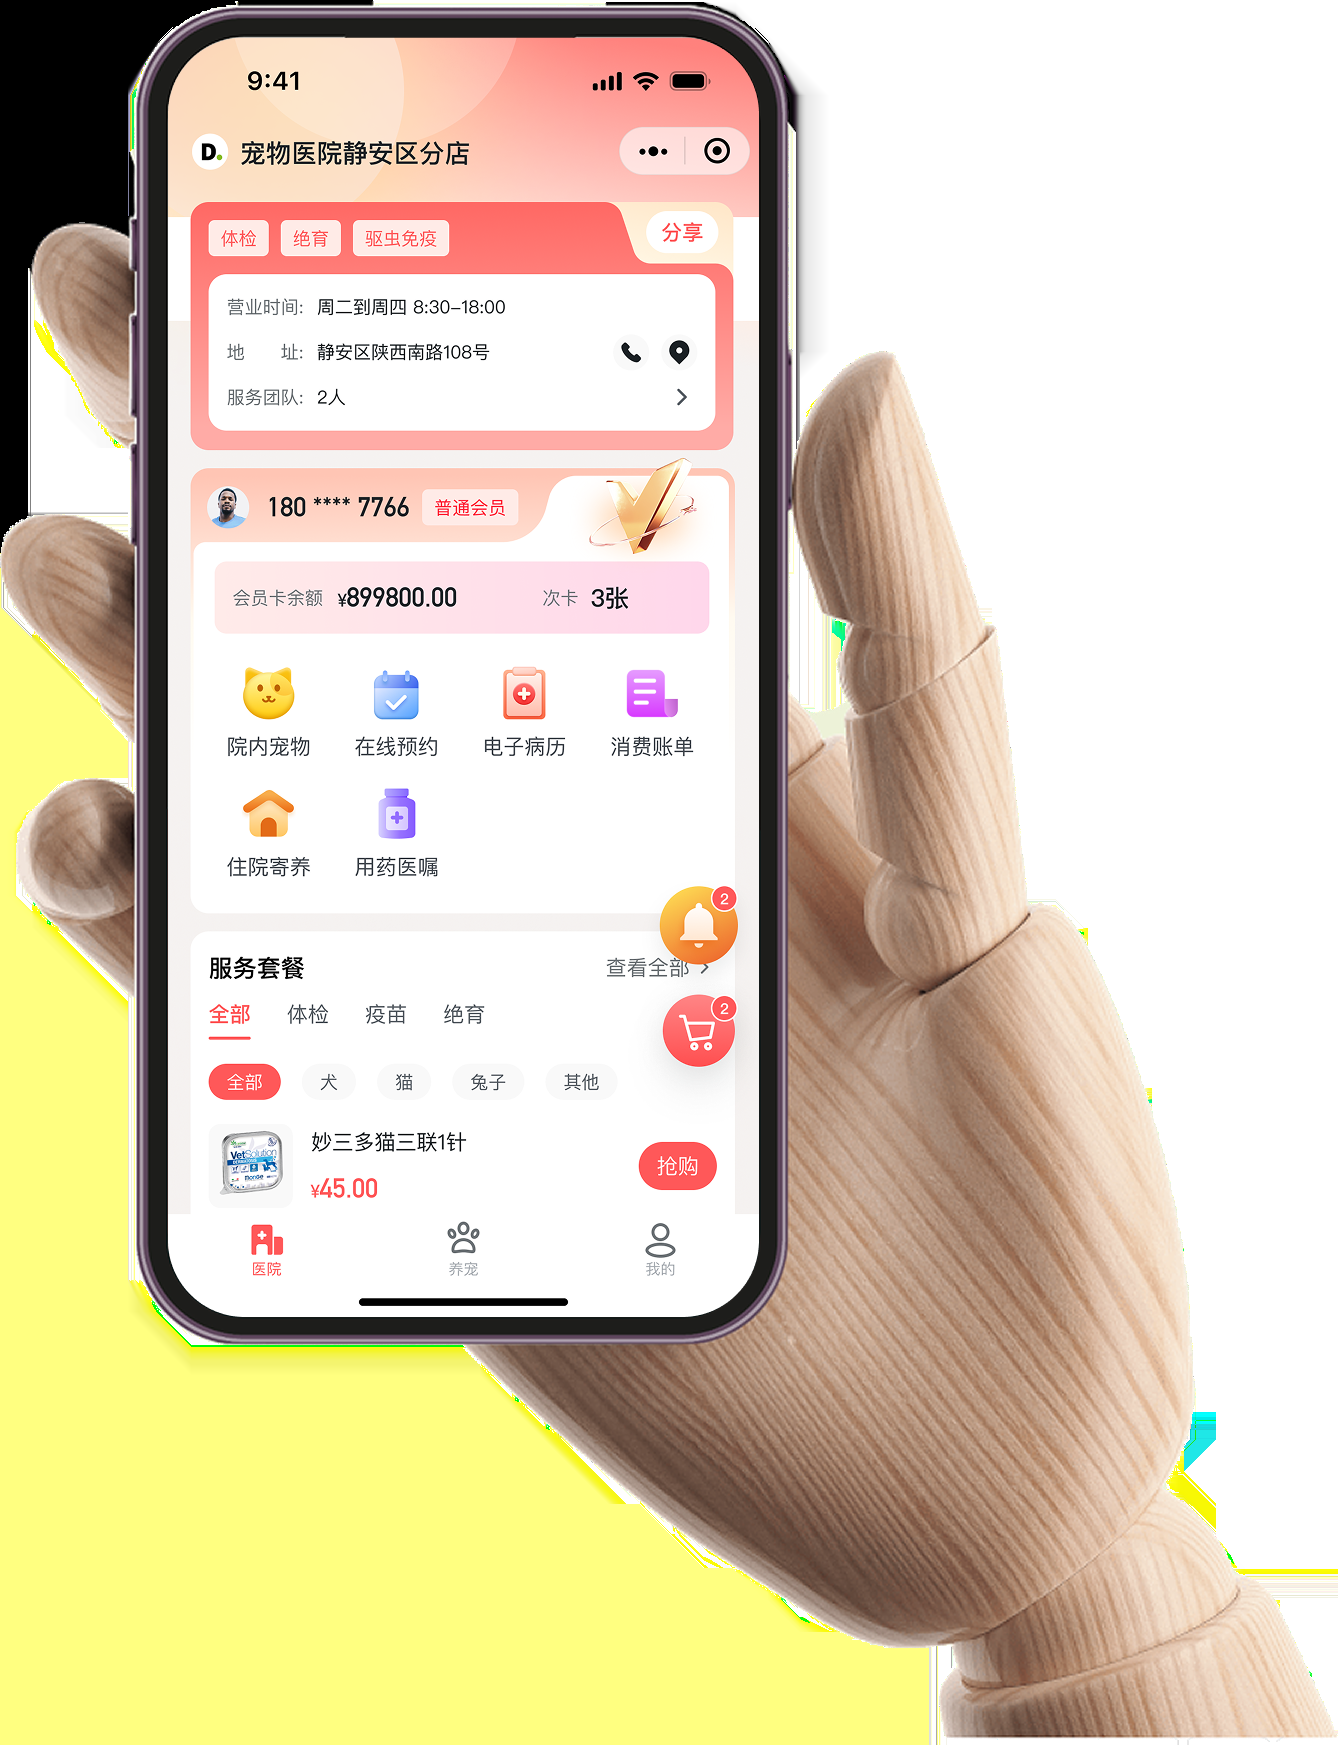 9:41
D.
宠物医院静安区分店
体检 绝育 驱虫免疫
分享
营业时间: 周二到周四 8:30-18:00
地 址: 静安区陕西南路108号
服务团队: 2人
180 **** 7766 普通会员
会员卡余额 ¥899800.00 次卡 3张
院内宠物 在线预约 电子病历 消费账单
住院寄养 用药医嘱
2
服务套餐 查看全部
全部 体检 疫苗 绝育
2
全部 犬 猫 兔子 其他
妙三多猫三联1针
VetSolution
¥45.00
抢购
医院 养宠 我的